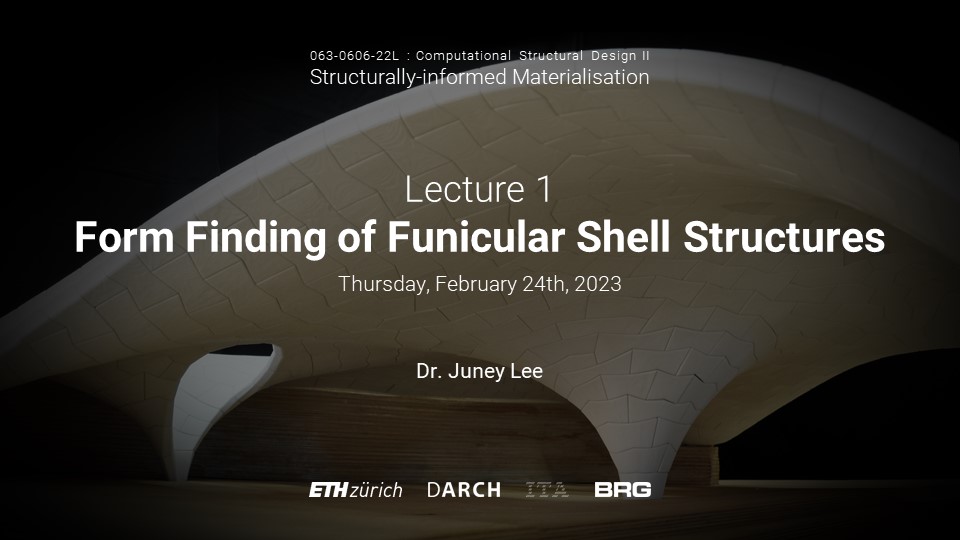 063-0606-22L : Computational Structural Design II
Structurally-informed Materialisation
Lecture 1
Form Finding of Funicular Shell Structures
Thursday, February 24th, 2023
Dr. Juney Lee
ETH zürich DARCH ITA BRG